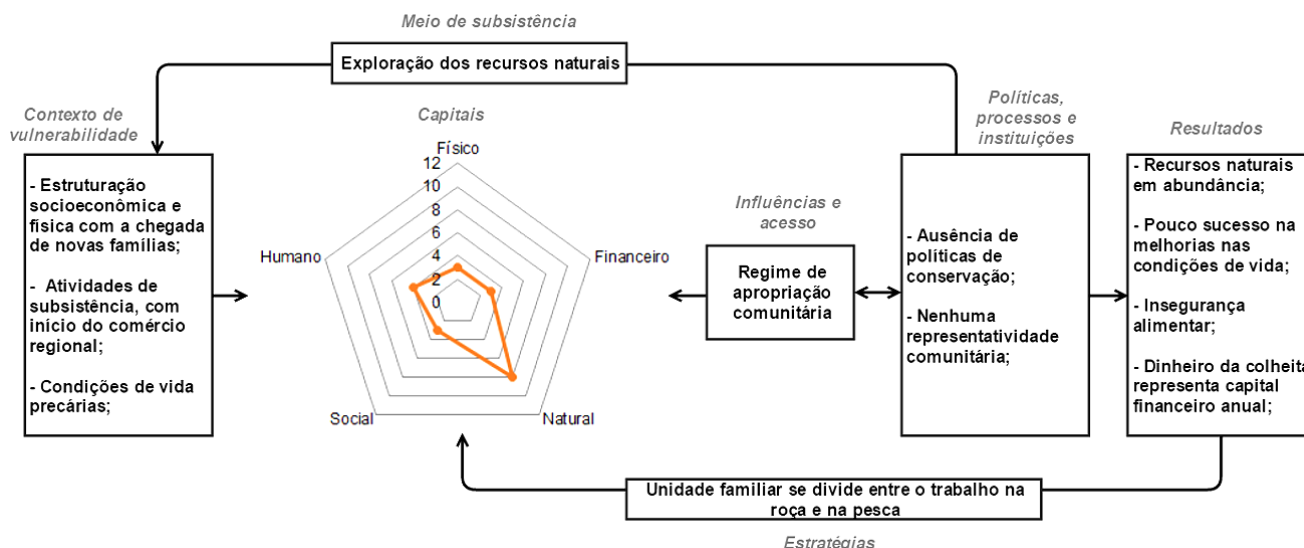 Meio de subsistência
Exploração dos recursos naturais
Contexto de
vulnerabilidade
- Estruturação
socioeconômica e
física com a chegada
de novas famílias;
- Atividades de
subsistência, com
início do comércio
regional;
- Condições de vida
precárias;
Capitais
Físico
12
10
8
6
4
2
0
Humano
Financeiro
Social
Natural
Influências e
acesso
Regime de
apropriação
comunitária
Políticas,
processos e
instituições
- Ausência de
políticas de
conservação;
- Nenhuma
representatividade
comunitária;
Resultados
- Recursos naturais
em abundância;
- Pouco sucesso na
melhorias nas
condições de vida;
- Insegurança
alimentar;
- Dinheiro da colheita
representa capital
financeiro anual;
Unidade familiar se divide entre o trabalho na
roça e na pesca
Estratégias